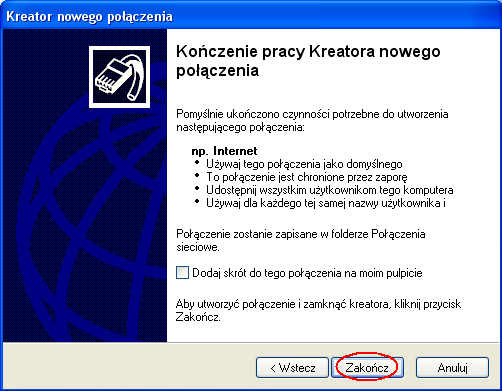 Kreator nowego połączenia
Kończenie pracy Kreatora nowego
połączenia
Pomyślnie ukończono czynności potrzebne do utworzenia
następującego połączenia:
np. Internet
• Używaj tego połączenia jako domyślnego
• To połączenie jest chronione przez zaporę
• Udostępnij wszystkim użytkownikom tego komputera
• Używaj dla każdego tej samej nazwy użytkownika i
Połączenie zostanie zapisane w folderze Połączenia
sieciowe.
Dodaj skrót do tego połączenia na moim pulpicie
Aby utworzyć połączenie i zamknąć kreatora, kliknij przycisk
Zakończ.
< Wstecz Zakończ Anuluj